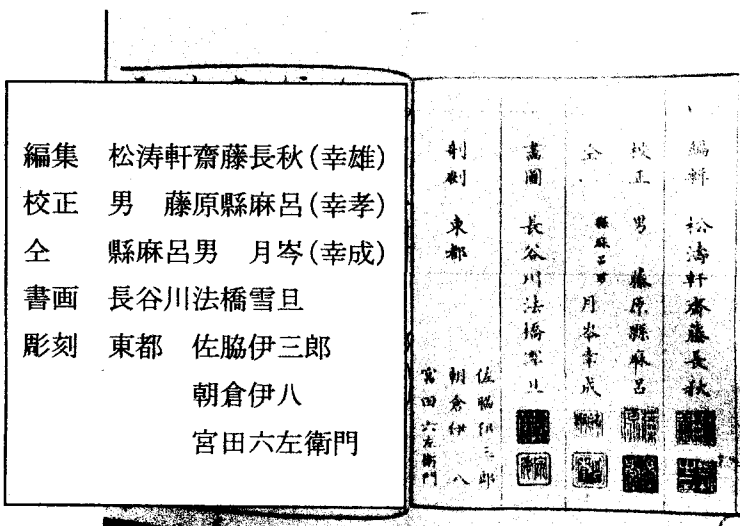 編集 松涛軒齋藤長秋(幸雄)
校正 男 藤原縣麻呂(幸孝)
仝 縣麻呂男 月岑(幸成)
書画 長谷川法橋雪旦
彫刻 東都 佐脇伊三郎
朝倉伊八
宮田六左衛門
編輯 松濤軒齋藤長秋
校正 男 藤原縣麻呂
仝 縣麻呂男 月岑幸成
畫圖 長谷川法橋雪旦
剞劂 東都
佐脇伊三郎
朝倉伊八
宮田六左衛門